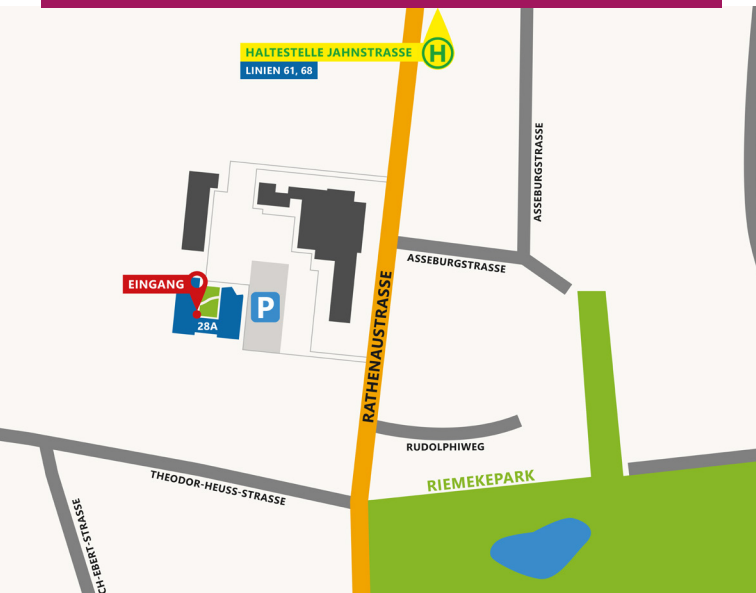 HALTESTELLE JAHNSTRASSE
H
LINIEN 61, 68
ASSEBURGSTRASSE
ASSEBURGSTRASSE
EINGANG
P
28A
RATHENAUSTRASSE
RUDOLPHIWEG
RIEMEKEPARK
THEODOR-HEUSS-STRASSE
CH-EBERT-STRASSE